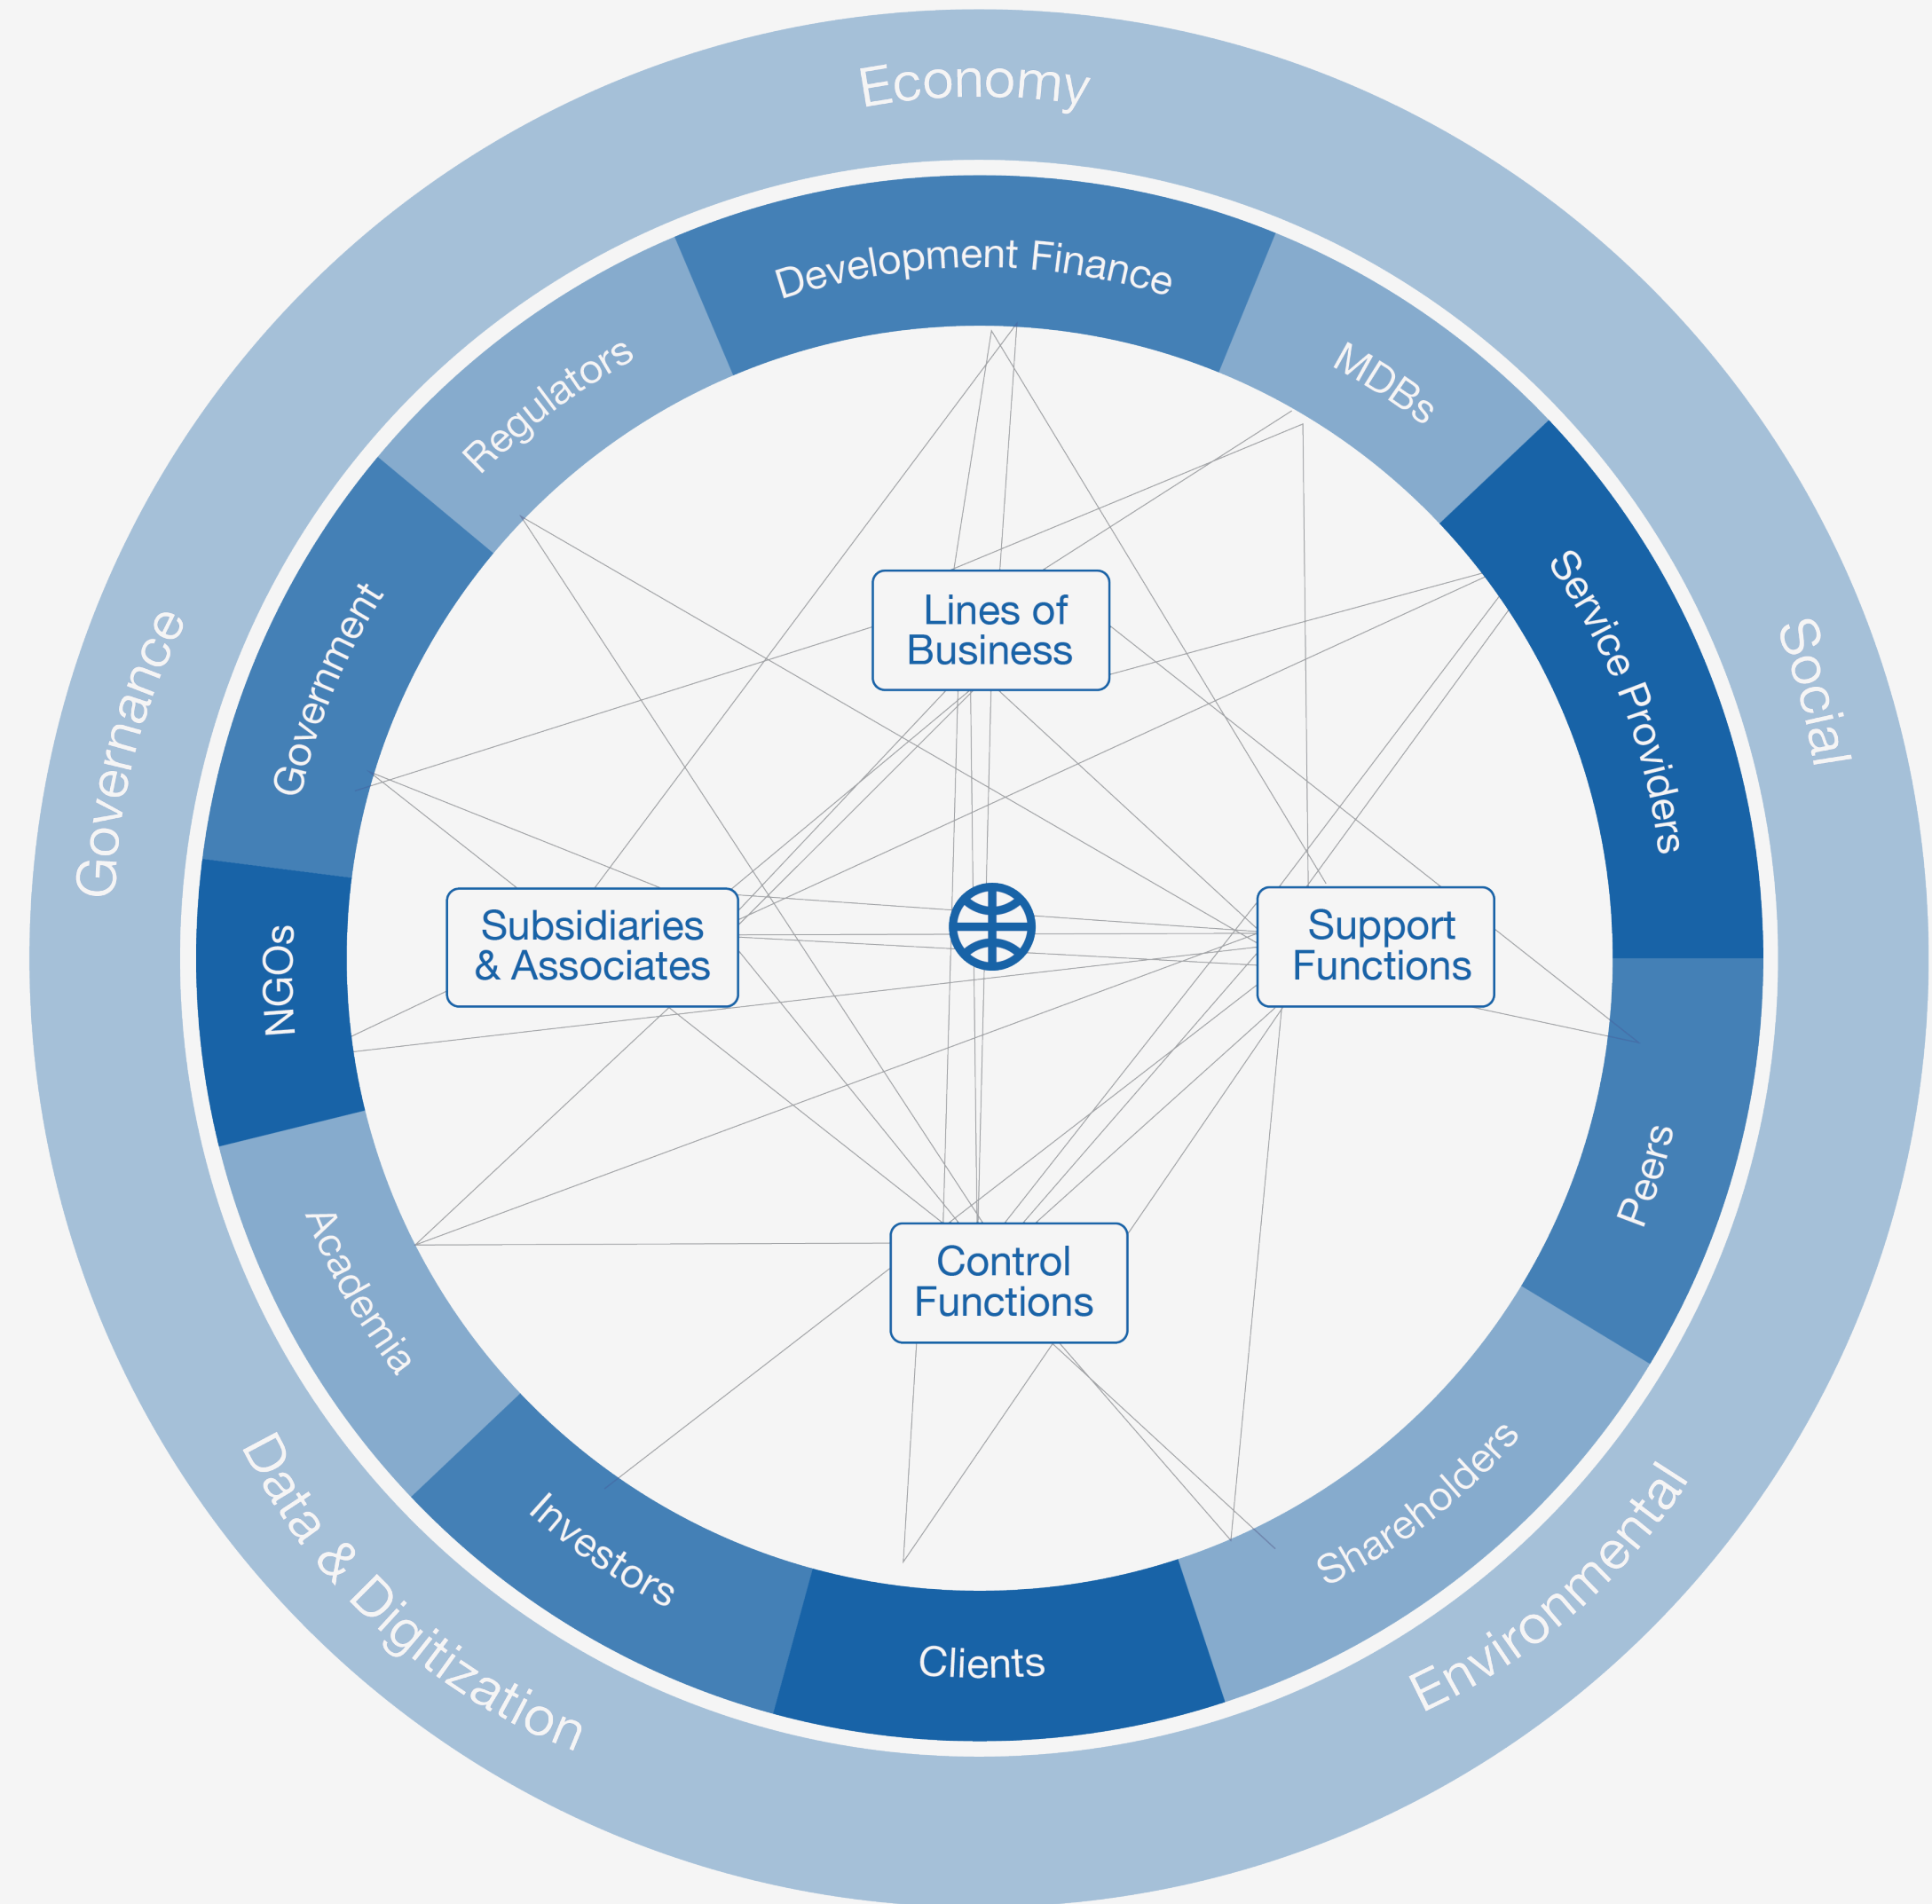 Economy
Social
Environmental
Data & Digitization
Governance
Development Finance
MDBs
Service Providers
Peers
Shareholders
Clients
Investors
Academia
NGOs
Government
Regulators
Lines of
Business
Subsidiaries
& Associates
Support
Functions
Control
Functions